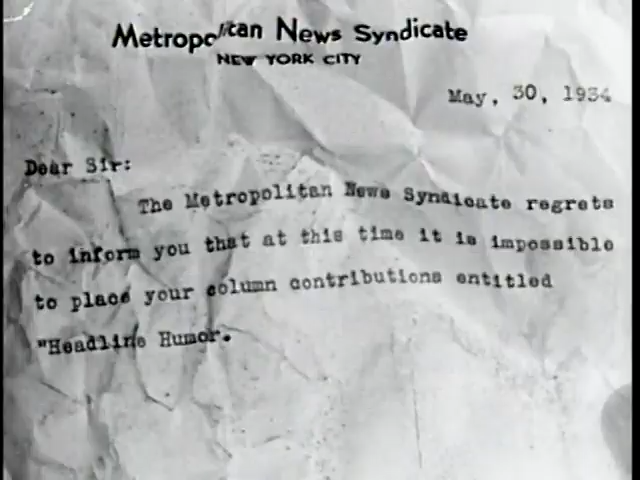 Metropolitan News Syndicate
NEW YORK CITY
May, 30, 1934
Dear Sir:
The Metropolitan News Syndicate regrets
to inform you that at this time it is impossible
to place your column contributions entitled
"Headline Humor.